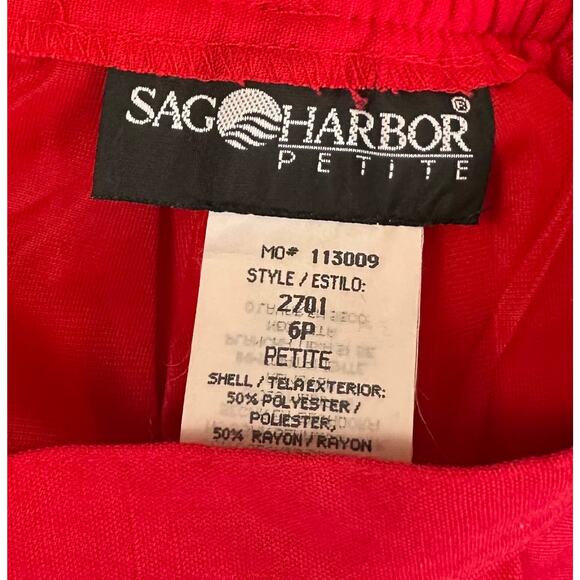 SAG HARBOR®
PETITE
MO# 113009
STYLE / ESTILO:
2701
6P
PETITE
SHELL / TELA EXTERIOR:
50% POLYESTER /
POLIESTER,
50% RAYON / RAYON